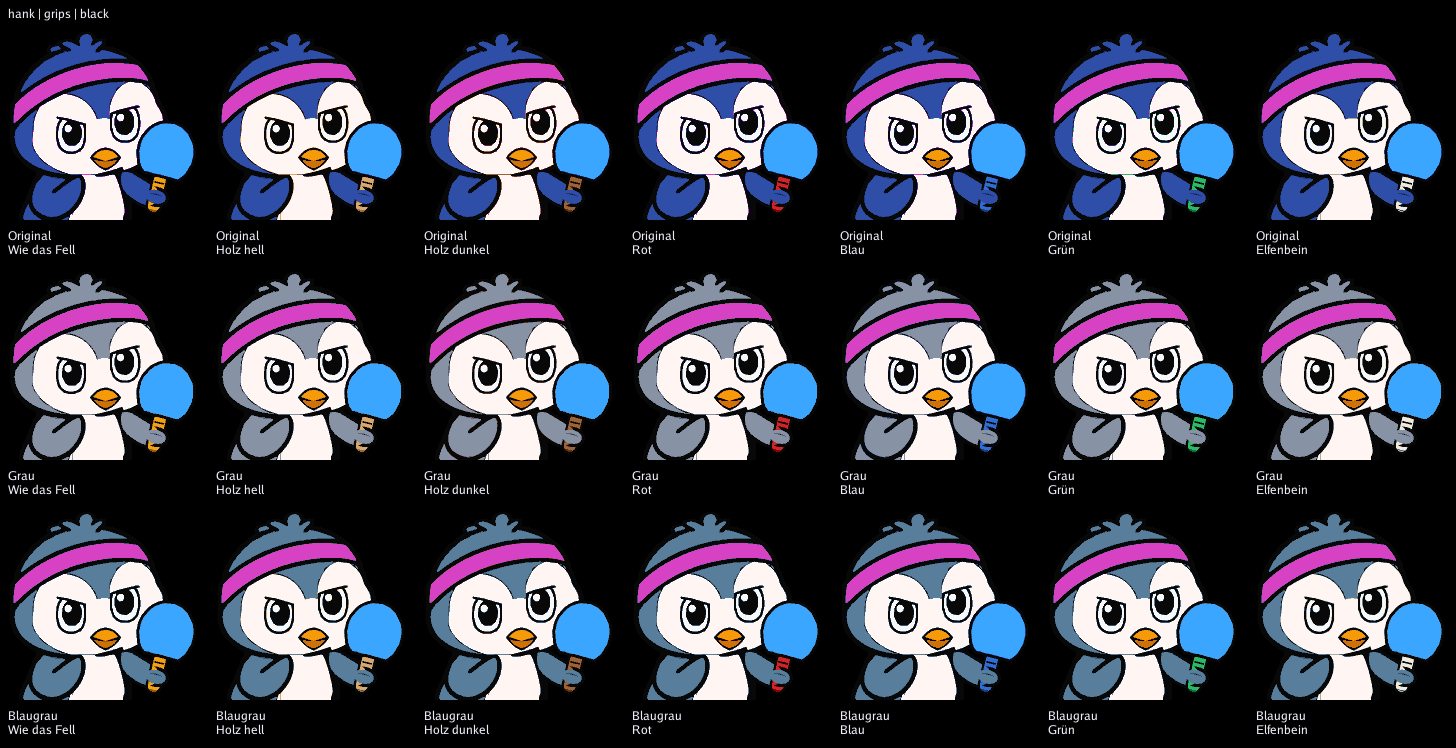 hank | grips | black
Original
Wie das Fell
Original
Holz hell
Original
Holz dunkel
Original
Rot
Original
Blau
Original
Grün
Original
Elfenbein
Grau
Wie das Fell
Grau
Holz hell
Grau
Holz dunkel
Grau
Rot
Grau
Blau
Grau
Grün
Grau
Elfenbein
Blaugrau
Wie das Fell
Blaugrau
Holz hell
Blaugrau
Holz dunkel
Blaugrau
Rot
Blaugrau
Blau
Blaugrau
Grün
Blaugrau
Elfenbein